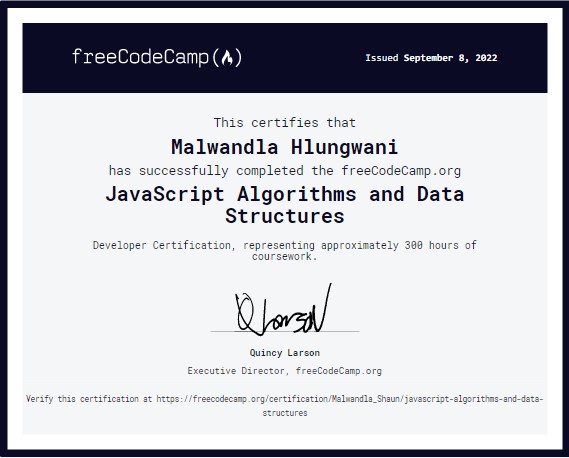 freeCodeCamp
Issued September 8, 2022
This certifies that
Malwandla Hlungwani
has successfully completed the freeCodeCamp.org
JavaScript Algorithms and Data
Structures
Developer Certification, representing approximately 300 hours of
coursework.
QLarson
Quincy Larson
Executive Director, freeCodeCamp.org
Verify this certification at https://freecodecamp.org/certification/Malwandla_Shaun/javascript-algorithms-and-data-
structures